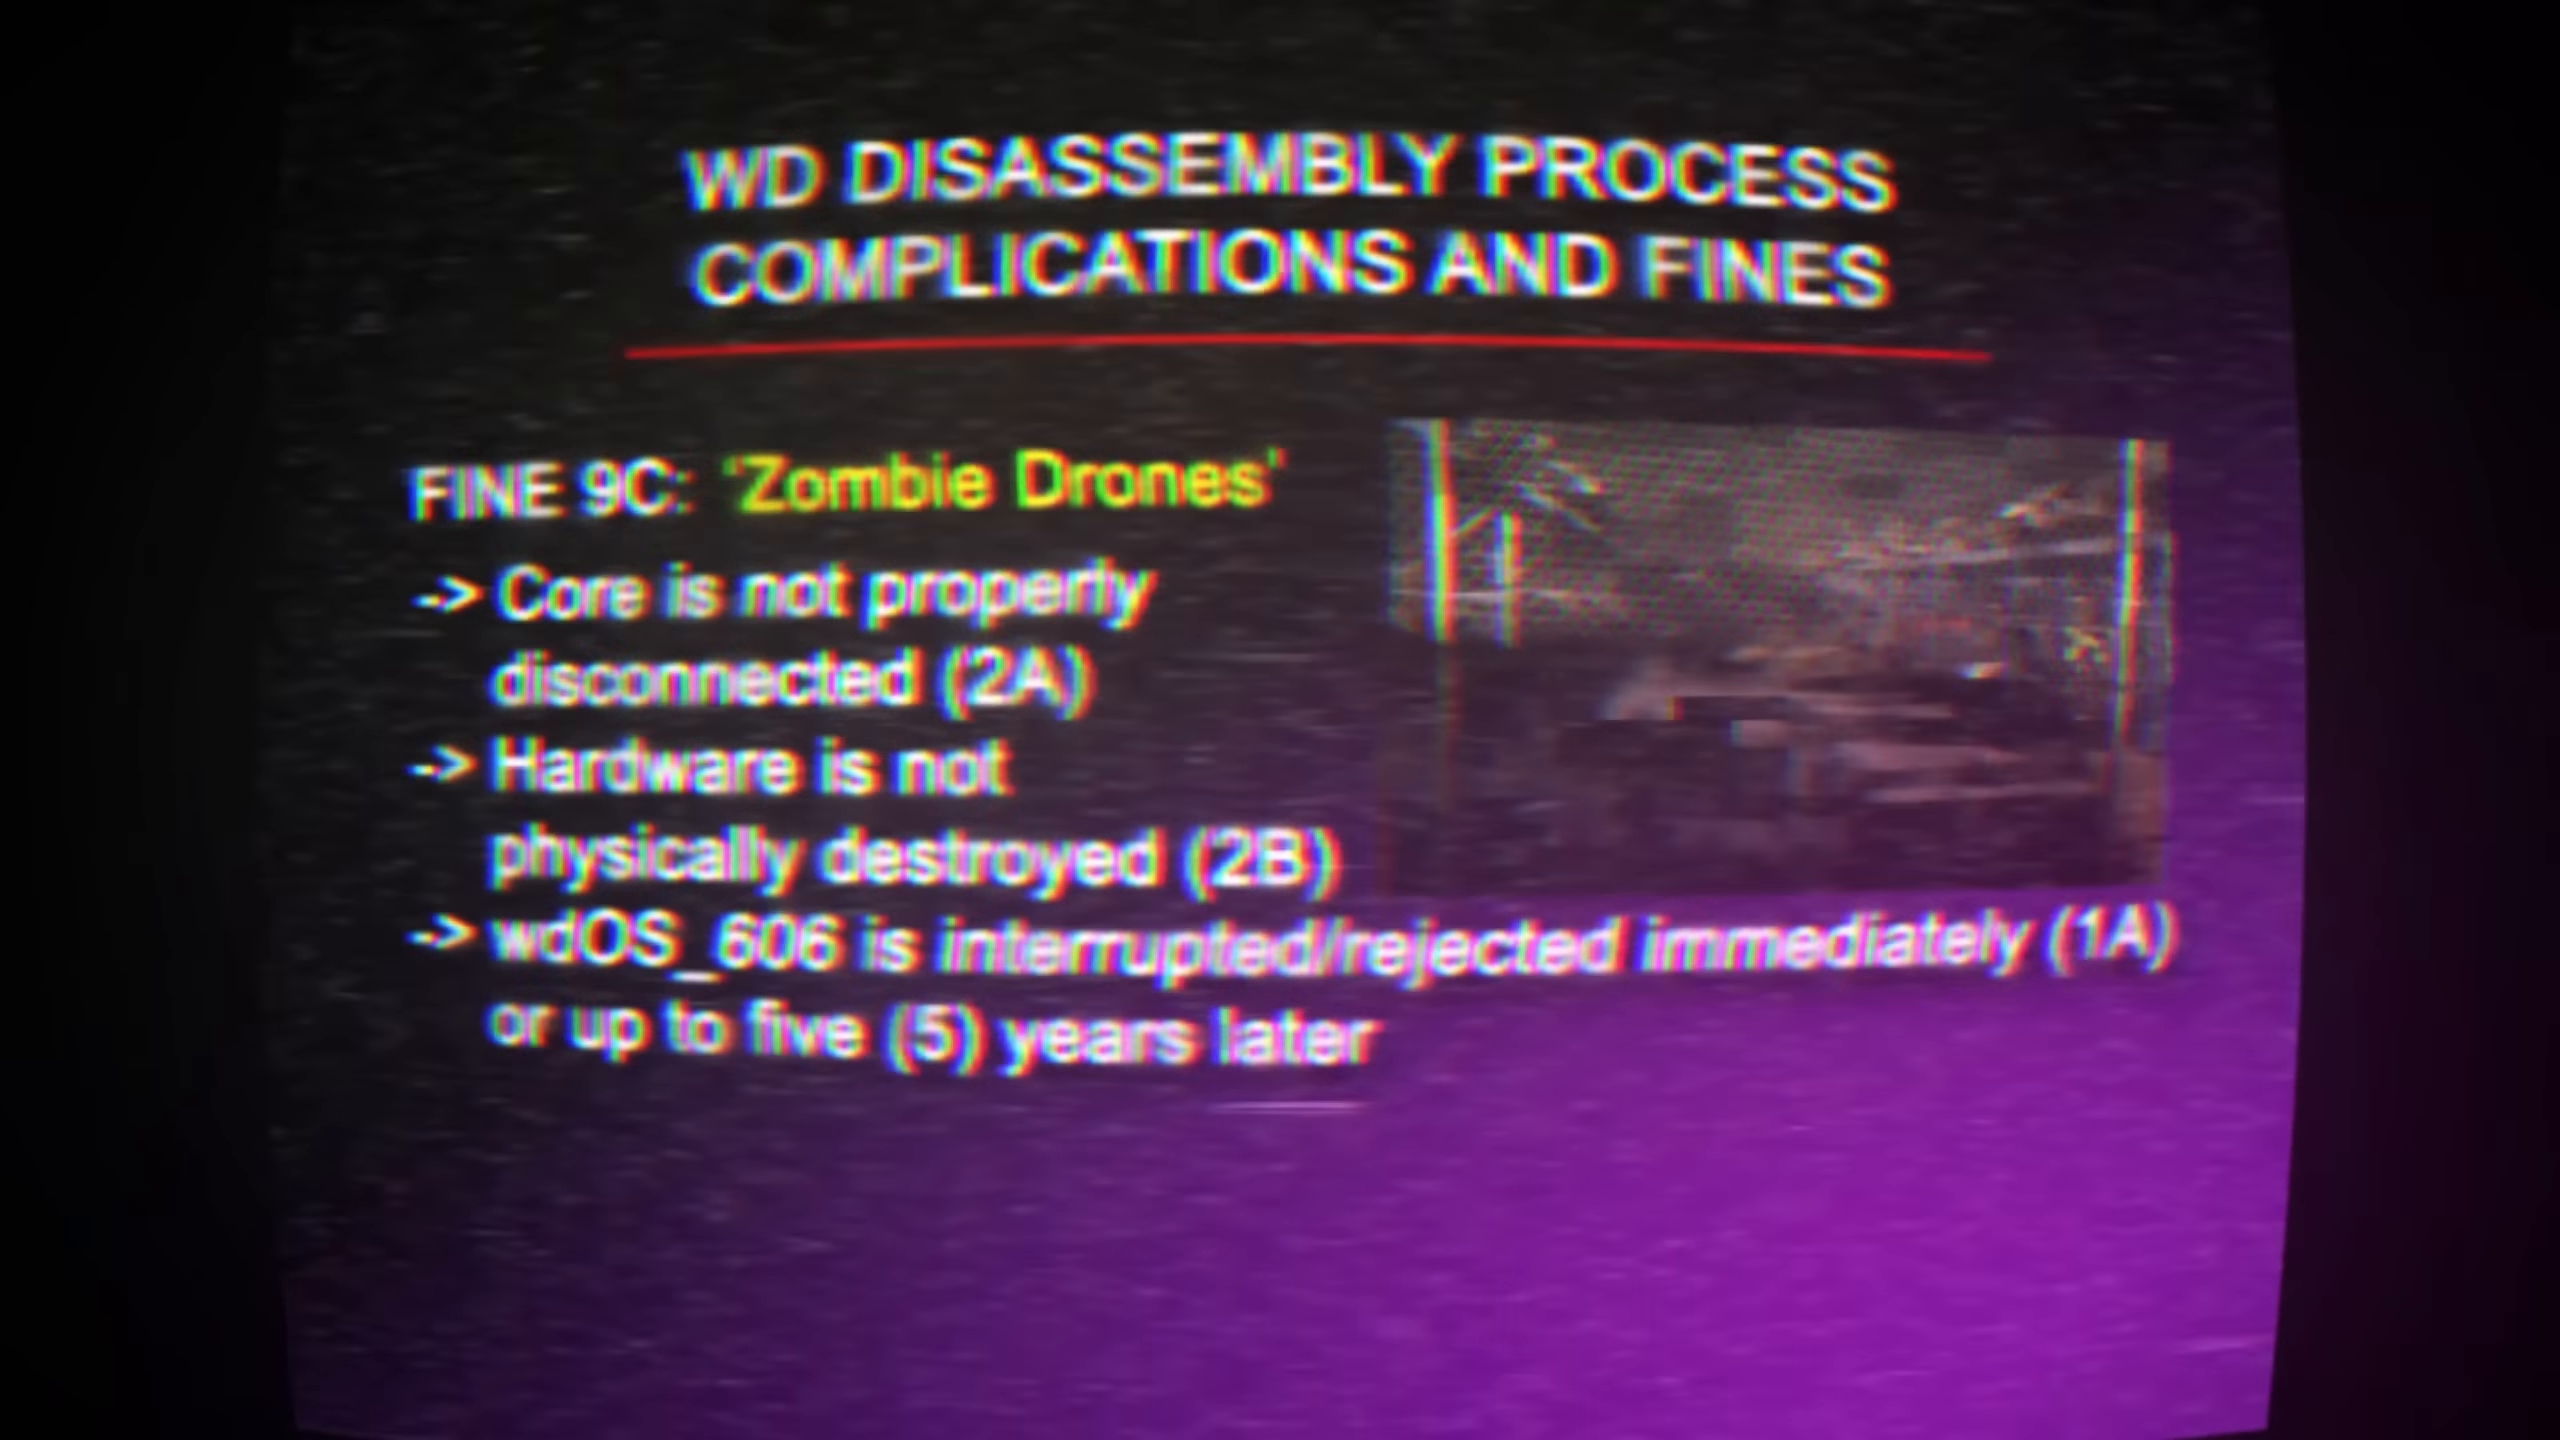 WD DISASSEMBLY PROCESS
COMPLICATIONS AND FINES
FINE 9C: 'Zombie Drones'
-> Core is not properly
disconnected (2A)
-> Hardware is not
physically destroyed (2B)
-> wdOS_606 is interrupted/rejected immediately (1A)
or up to five (5) years later